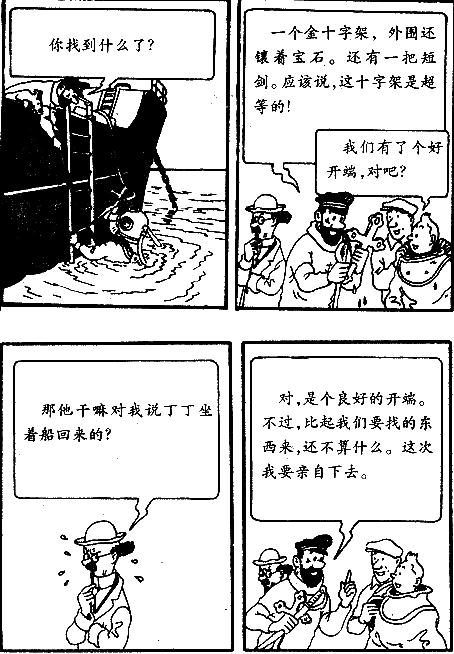 你找到什么了？
一个金十字架，外围还
镶着宝石。还有一把短
剑。应该说，这十字架是超
等的！
我们有了个好
开端，对吧？
那他干嘛对我说丁丁坐
着船回来的？
对，是个良好的开端。
不过，比起我们要找的东
西来，还不算什么。这次
我要亲自下去。